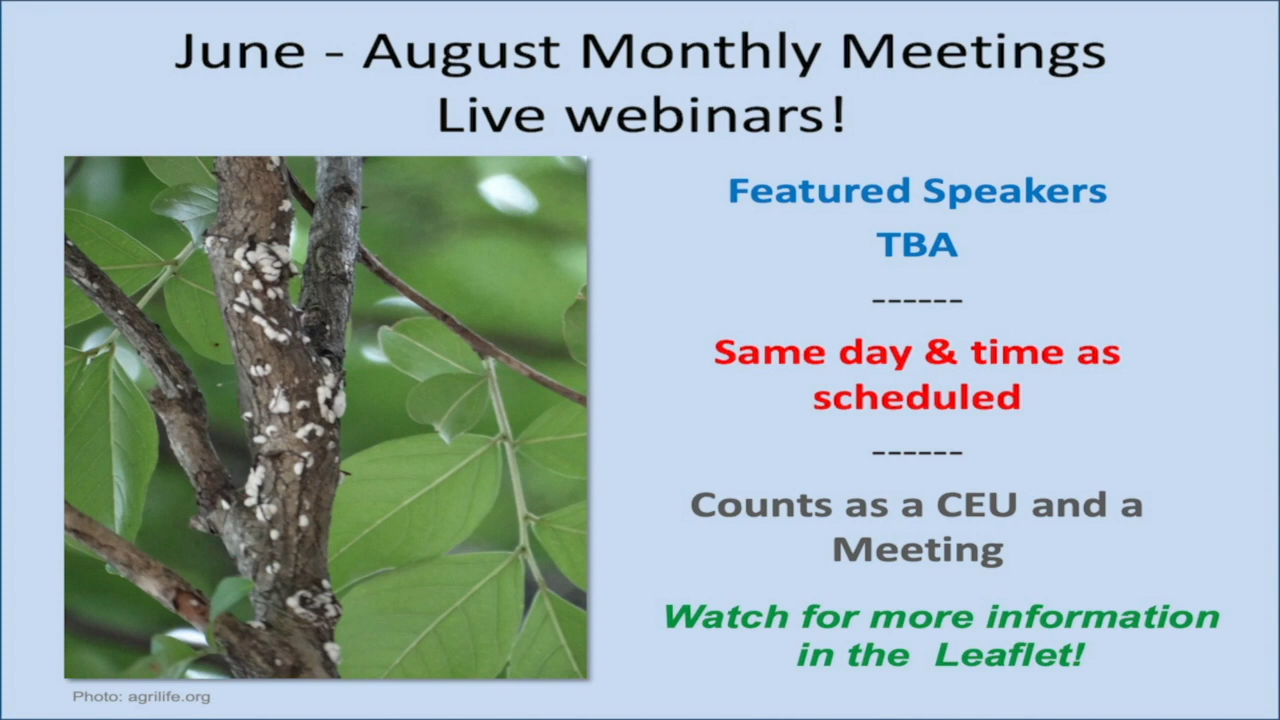 June - August Monthly Meetings
Live webinars!
Featured Speakers
TBA
------
Same day & time as
scheduled
------
Counts as a CEU and a
Meeting
Watch for more information
in the Leaflet!
Photo: agrilife.org